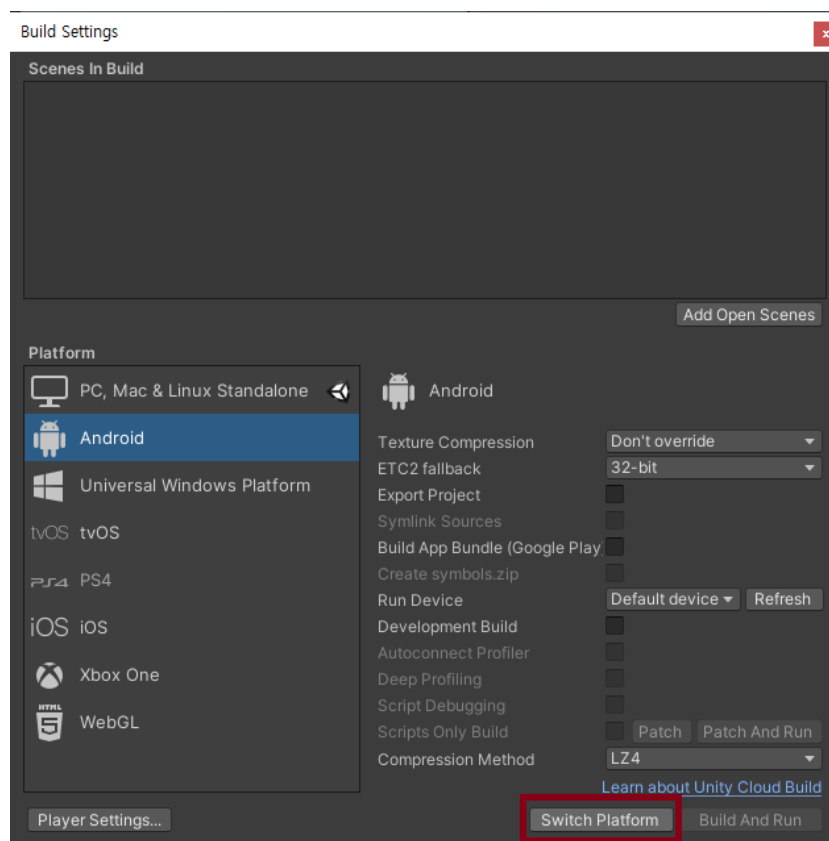 Build Settings
x
Scenes In Build
Add Open Scenes
Platform
PC, Mac & Linux Standalone
Android
Universal Windows Platform
tvOS tvOS
PS4 PS4
iOS iOS
Xbox One
HTML 5 WebGL
Android
Texture Compression Don't override
ETC2 fallback 32-bit
Export Project
Symlink Sources
Build App Bundle (Google Play)
Create symbols.zip
Run Device Default device Refresh
Development Build
Autoconnect Profiler
Deep Profiling
Script Debugging
Scripts Only Build Patch Patch And Run
Compression Method LZ4
Learn about Unity Cloud Build
Player Settings... Switch Platform Build And Run